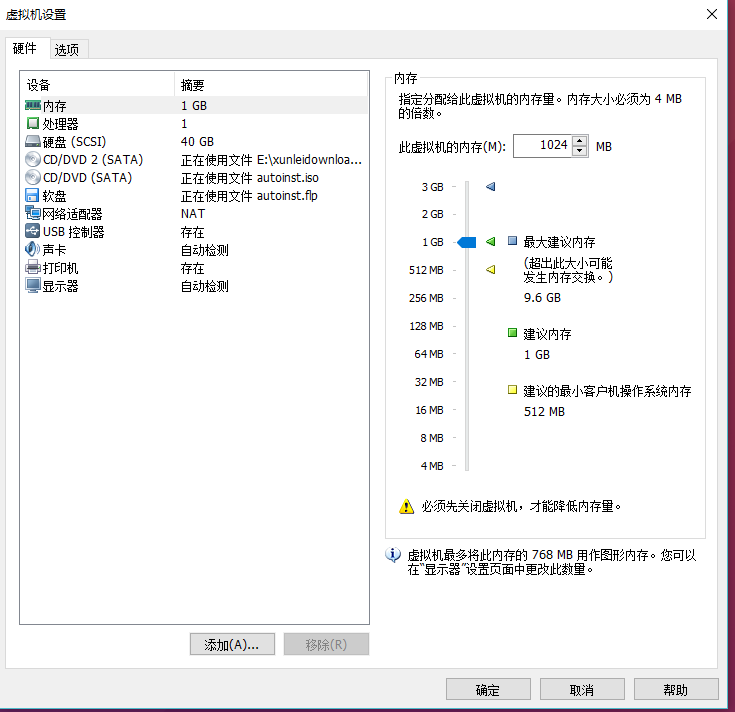 虚拟机设置
硬件 选项
设备 摘要
内存 1 GB
处理器 1
硬盘 (SCSI) 40 GB
CD/DVD 2 (SATA) 正在使用文件 E:\xunleidownloa...
CD/DVD (SATA) 正在使用文件 autoinst.iso
软盘 正在使用文件 autoinst.flp
网络适配器 NAT
USB 控制器 存在
声卡 自动检测
打印机 存在
显示器 自动检测
添加(A)... 移除(R)
内存
指定分配给此虚拟机的内存量。内存大小必须为 4 MB
的倍数。
此虚拟机的内存(M): 1024 MB
3 GB
2 GB
1 GB
512 MB
256 MB
128 MB
64 MB
32 MB
16 MB
8 MB
4 MB
最大建议内存
(超出此大小可能
发生内存交换。)
9.6 GB
建议内存
1 GB
建议的最小客户机操作系统内存
512 MB
必须先关闭虚拟机，才能降低内存量。
虚拟机最多将此内存的 768 MB 用作图形内存。您可以
在"显示器"设置页面中更改此数量。
确定 取消 帮助